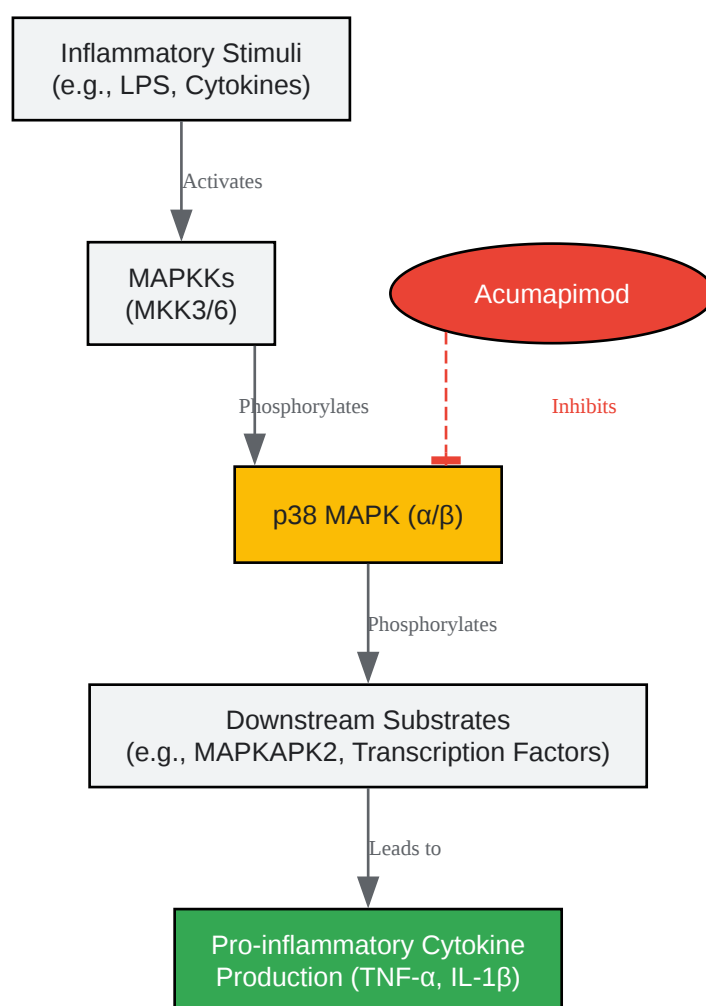 Inflammatory Stimuli
(e.g., LPS, Cytokines)
Activates
MAPKKs
(MKK3/6)
Acumapimod
Phosphorylates
Inhibits
p38 MAPK (α/β)
Phosphorylates
Downstream Substrates
(e.g., MAPKAPK2, Transcription Factors)
Leads to
Pro-inflammatory Cytokine
Production (TNF-α, IL-1β)